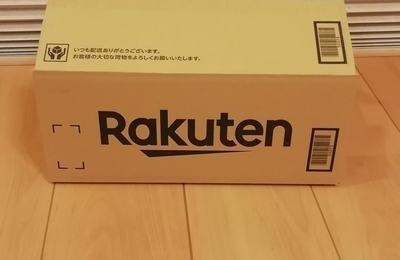 いつも配送ありがとうございます。
お客様の大切な荷物をよろしくお願いいたします。
Rakuten